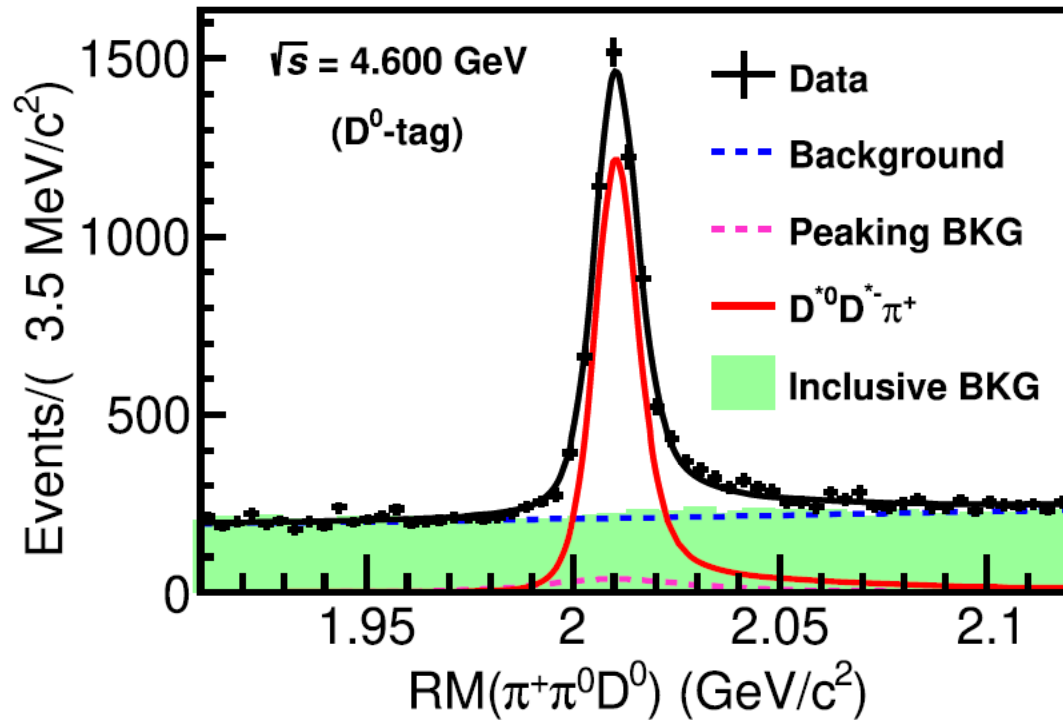 Events/( 3.5 MeV/c²)
1500
1000
500
0
√s = 4.600 GeV
(D⁰-tag)
Data
Background
Peaking BKG
D*⁰D*⁻π⁺
Inclusive BKG
1.95
2
2.05
2.1
RM(π⁺π⁰D⁰) (GeV/c²)